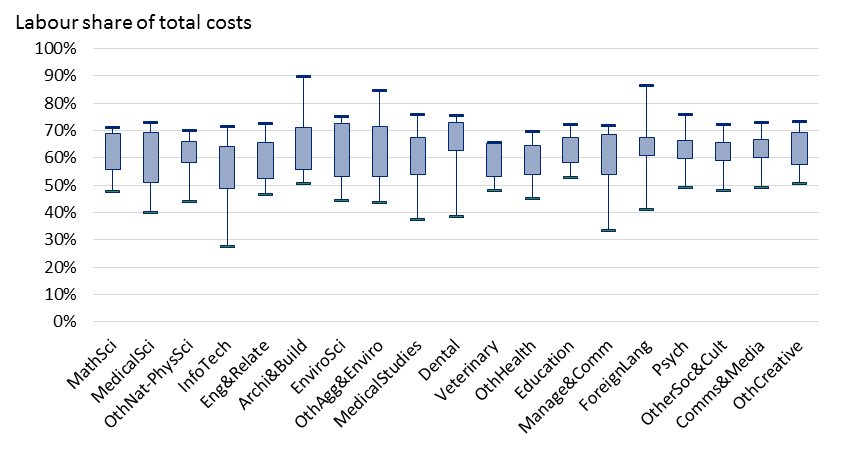 Labour share of total costs
100%
90%
80%
70%
60%
50%
40%
30%
20%
10%
0%
MathSci
MedicalSci
OthNat-PhysSci
InfoTech
Eng&Relate
Archi&Build
EnviroSci
OthAgg&Enviro
MedicalStudies
Dental
Veterinary
OthHealth
Education
Manage&Comm
ForeignLang
Psych
OtherSoc&Cult
Comms&Media
OthCreative